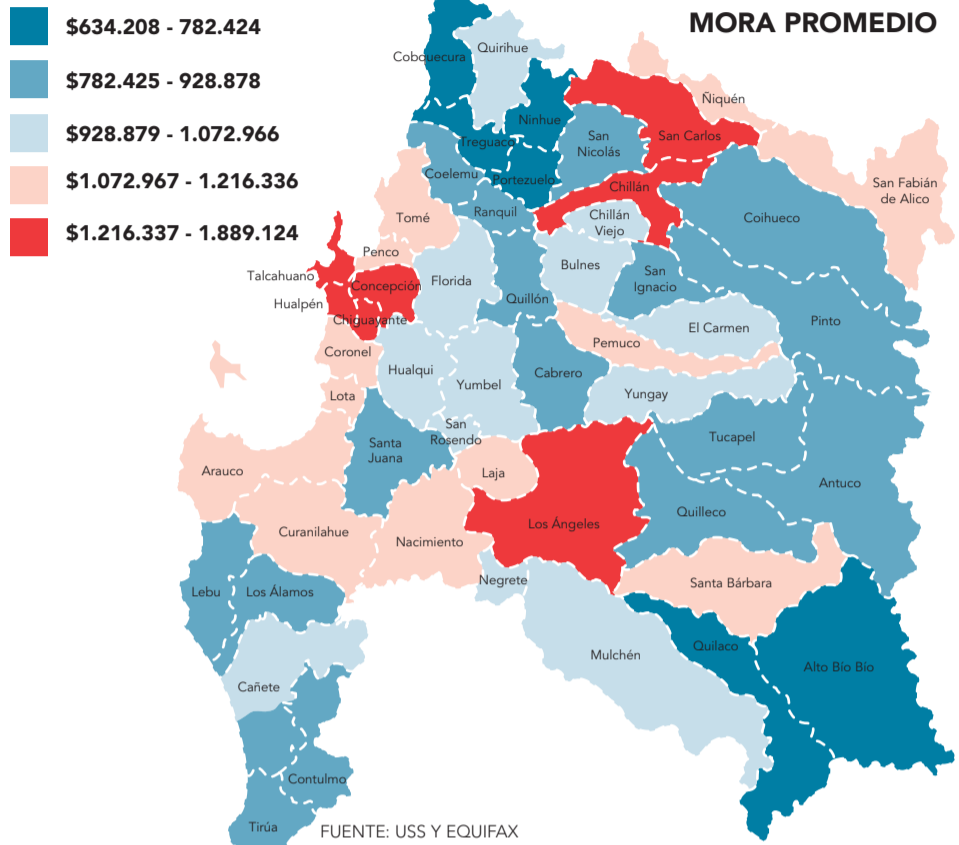 MORA PROMEDIO
$634.208 - 782.424
$782.425 - 928.878
$928.879 - 1.072.966
$1.072.967 - 1.216.336
$1.216.337 - 1.889.124
Cobquecura
Quirihue
Ñiquén
Ninhue
San Carlos
San
Nicolás
Treguaco
Coelemu
Portezuelo
Chillán
San Fabián
de Alico
Ranquil
Tomé
Chillán
Viejo
Coihueco
Penco
Talcahuano
Concepción
Florida
Bulnes
San
Ignacio
Hualpén
Quillón
Chiguayante
Pinto
El Carmen
Pemuco
Coronel
Hualqui
Yumbel
Cabrero
Yungay
Lota
San
Rosendo
Tucapel
Santa
Juana
Arauco
Laja
Antuco
Quilleco
Los Ángeles
Curanilahue
Nacimiento
Negrete
Santa Bárbara
Lebu
Los Álamos
Quilaco
Mulchén
Alto Bío Bío
Cañete
Contulmo
Tirúa
FUENTE: USS Y EQUIFAX